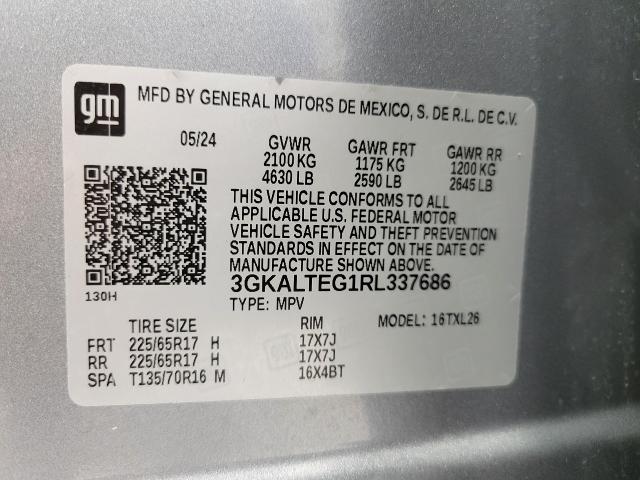 gm
MFD BY GENERAL MOTORS DE MEXICO, S. DE R.L. DE C.V.
05/24 GVWR GAWR FRT GAWR RR
2100 KG 1175 KG 1200 KG
4630 LB 2590 LB 2645 LB
THIS VEHICLE CONFORMS TO ALL
APPLICABLE U.S. FEDERAL MOTOR
VEHICLE SAFETY AND THEFT PREVENTION
STANDARDS IN EFFECT ON THE DATE OF
MANUFACTURE SHOWN ABOVE.
130H
3GKALTEG1RL337686
TYPE: MPV
TIRE SIZE RIM MODEL: 16TXL26
FRT 225/65R17 H 17X7J
RR 225/65R17 H 17X7J
SPA T135/70R16 M 16X4BT